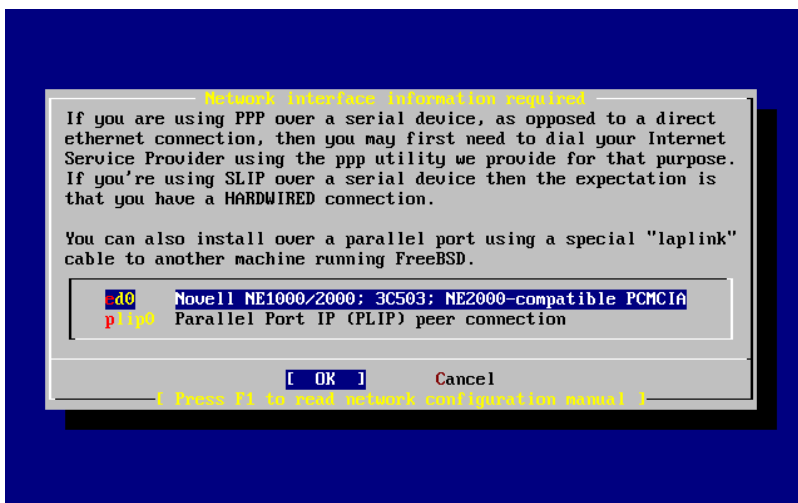 Network interface information required
If you are using PPP over a serial device, as opposed to a direct
ethernet connection, then you may first need to dial your Internet
Service Provider using the ppp utility we provide for that purpose.
If you're using SLIP over a serial device then the expectation is
that you have a HARDWIRED connection.
You can also install over a parallel port using a special "laplink"
cable to another machine running FreeBSD.
ed0 Novell NE1000/2000; 3C503; NE2000-compatible PCMCIA
plip0 Parallel Port IP (PLIP) peer connection
[ OK ] Cancel
[ Press F1 to read network configuration manual ]